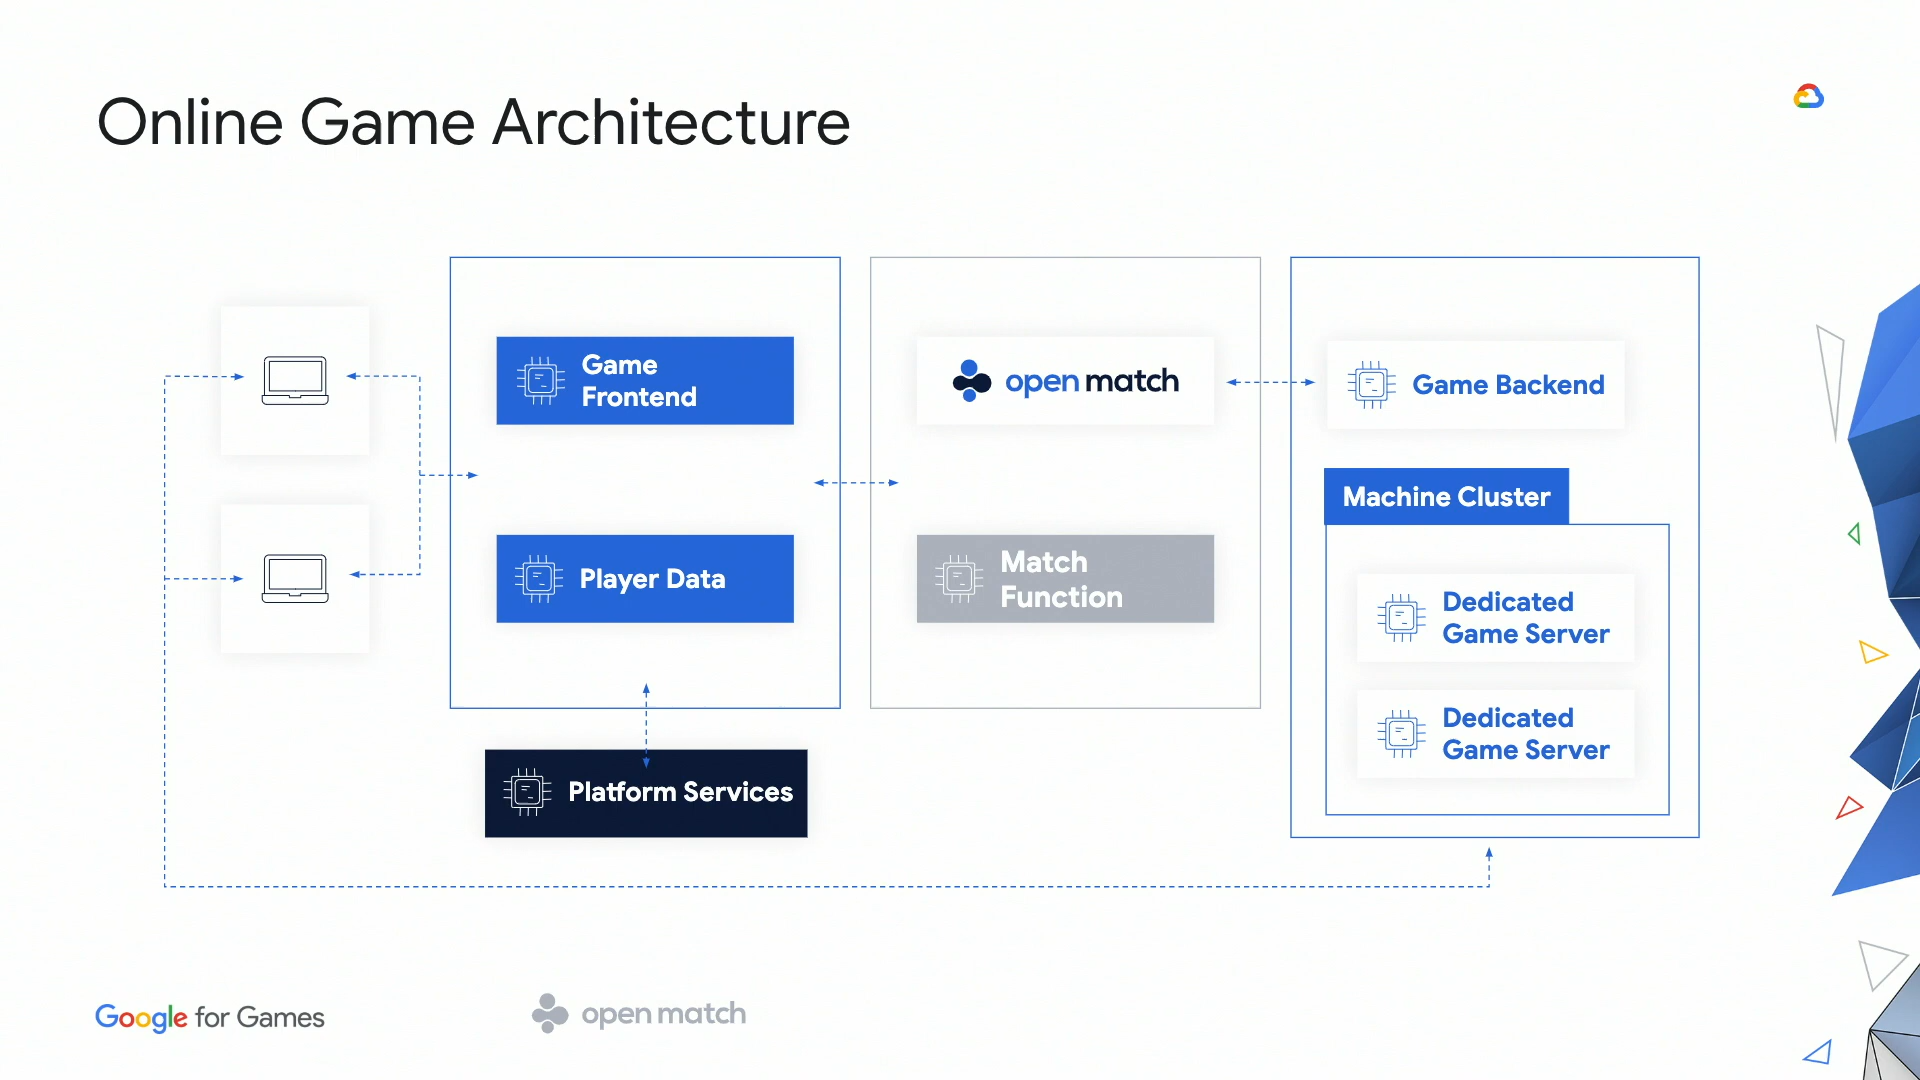 Online Game Architecture
Game
Frontend
Player Data
Platform Services
open match
Match
Function
Game Backend
Machine Cluster
Dedicated
Game Server
Dedicated
Game Server
Google for Games
open match